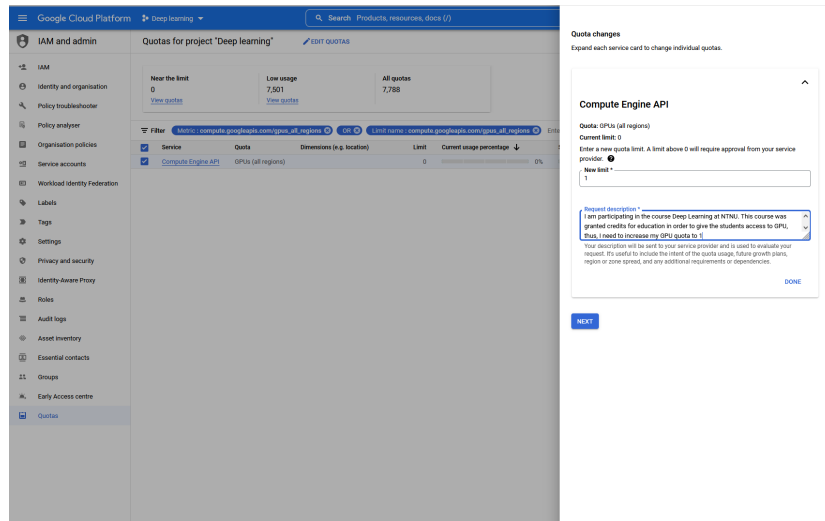 Google Cloud Platform
Deep learning
Search Products, resources, docs (/)
IAM and admin
Quotas for project "Deep learning"
EDIT QUOTAS
IAM
Identity and organisation
Policy troubleshooter
Policy analyser
Organisation policies
Service accounts
Workload Identity Federation
Labels
Tags
Settings
Privacy and security
Identity-Aware Proxy
Roles
Audit logs
Asset inventory
Essential contacts
Groups
Early Access centre
Quotas
Near the limit
0
View quotas
Low usage
7,501
View quotas
All quotas
7,788
Filter Metric : compute.googleapis.com/gpus_all_regions OR Limit name : compute.googleapis.com/gpus_all_regions
Service Quota Dimensions (e.g. location) Limit Current usage percentage
Compute Engine API GPUs (all regions) 0 0%
Quota changes
Expand each service card to change individual quotas.
Compute Engine API
Quota: GPUs (all regions)
Current limit: 0
Enter a new quota limit. A limit above 0 will require approval from your service
provider.
New limit *
1
Request description *
I am participating in the course Deep Learning at NTNU. This course was
granted credits for education in order to give the students access to GPU,
thus, I need to increase my GPU quota to 1
Your description will be sent to your service provider and is used to evaluate your
request. It's useful to include the intent of the quota usage, future growth plans,
region or zone spread, and any additional requirements or dependencies.
DONE
NEXT